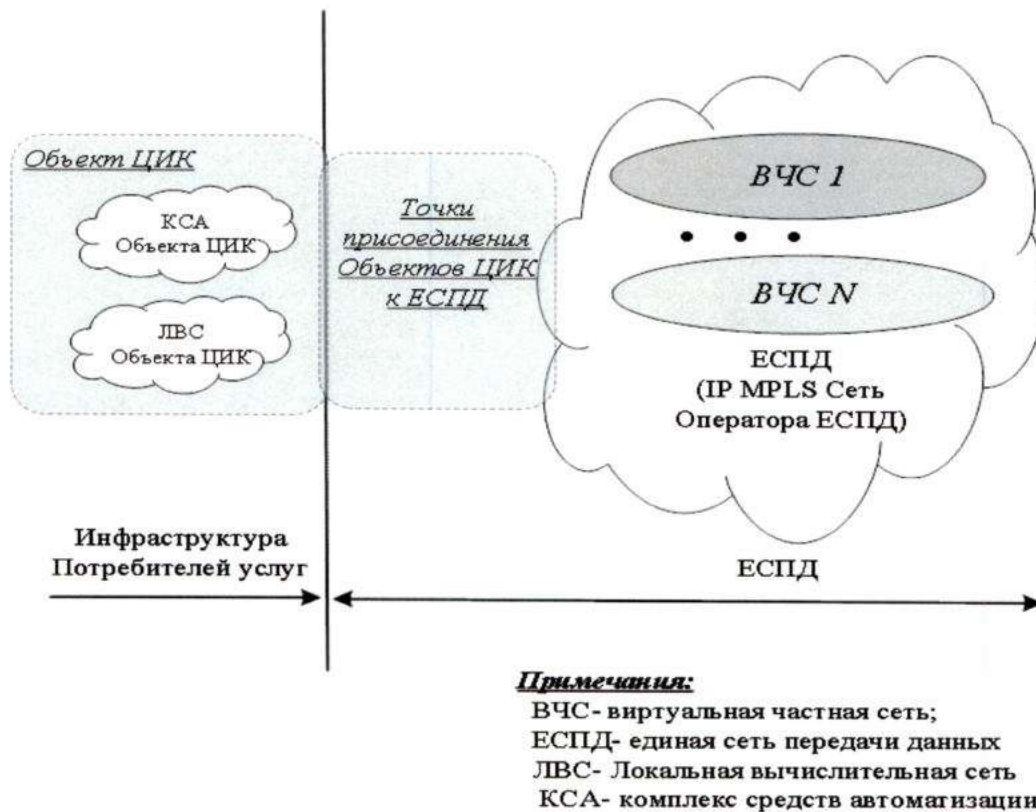 Объект ЦИК
КСА
Объекта ЦИК
ЛВС
Объекта ЦИК
Точки
присоединения
Объектов ЦИК
к ЕСПД
ВЧС 1
• • •
ВЧС N
ЕСПД
(IP MPLS Сеть
Оператора ЕСПД)
Инфраструктура
Потребителей услуг
ЕСПД
Примечания:
ВЧС- виртуальная частная сеть;
ЕСПД- единая сеть передачи данных
ЛВС- Локальная вычислительная сеть
КСА- комплекс средств автоматизации